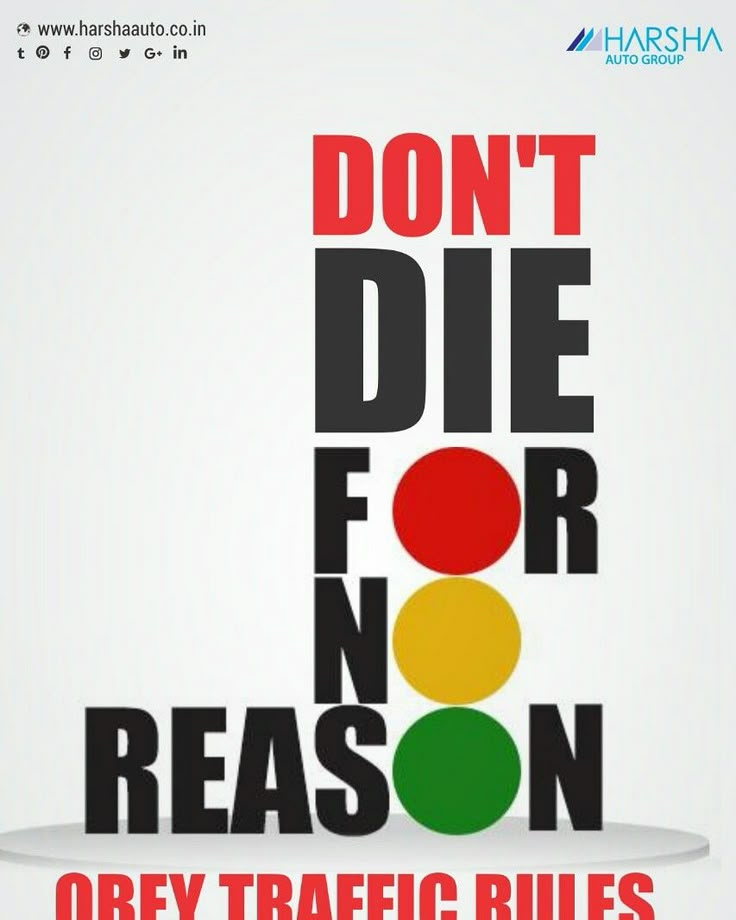 www.harshaauto.co.in
HARSHA
AUTO GROUP
DON'T
DIE
FOR
NO
REASON
OBEY TRAFFIC RULES